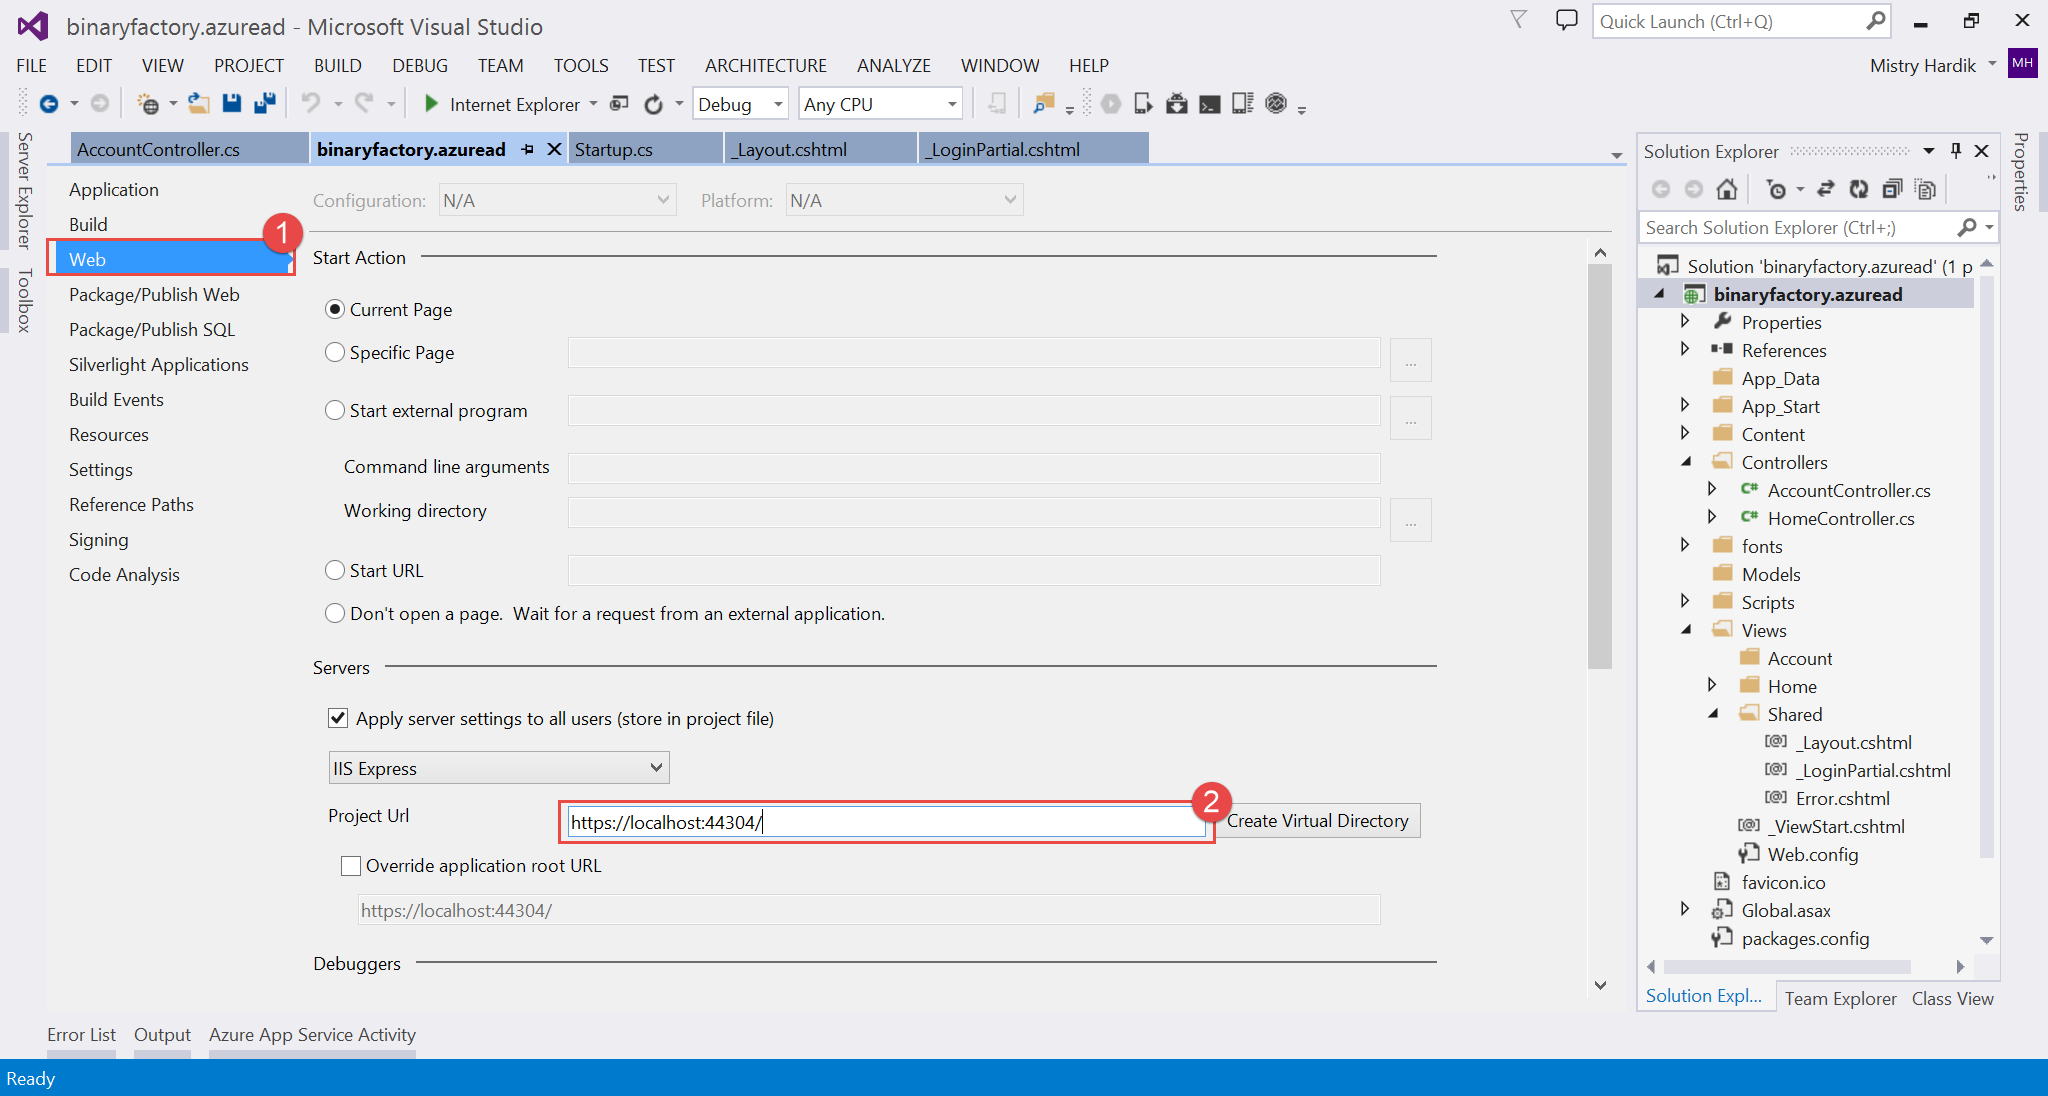 binaryfactory.azuread - Microsoft Visual Studio
Quick Launch (Ctrl+Q)
FILE EDIT VIEW PROJECT BUILD DEBUG TEAM TOOLS TEST ARCHITECTURE ANALYZE WINDOW HELP
Mistry Hardik MH
Internet Explorer Debug Any CPU
Server Explorer
Toolbox
AccountController.cs binaryfactory.azuread Startup.cs _Layout.cshtml _LoginPartial.cshtml
Application
Build
1
Web
Package/Publish Web
Package/Publish SQL
Silverlight Applications
Build Events
Resources
Settings
Reference Paths
Signing
Code Analysis
Configuration: N/A Platform: N/A
Start Action
Current Page
Specific Page ...
Start external program ...
Command line arguments
Working directory ...
Start URL
Don't open a page. Wait for a request from an external application.
Servers
Apply server settings to all users (store in project file)
IIS Express
2
Project Url https://localhost:44304/ Create Virtual Directory
Override application root URL
https://localhost:44304/
Debuggers
Solution Explorer
Search Solution Explorer (Ctrl+;)
Solution 'binaryfactory.azuread' (1 p
binaryfactory.azuread
Properties
References
App_Data
App_Start
Content
Controllers
C# AccountController.cs
C# HomeController.cs
fonts
Models
Scripts
Views
Account
Home
Shared
[@] _Layout.cshtml
[@] _LoginPartial.cshtml
[@] Error.cshtml
[@] _ViewStart.cshtml
Web.config
favicon.ico
Global.asax
packages.config
Solution Expl... Team Explorer Class View
Properties
Error List Output Azure App Service Activity
Ready